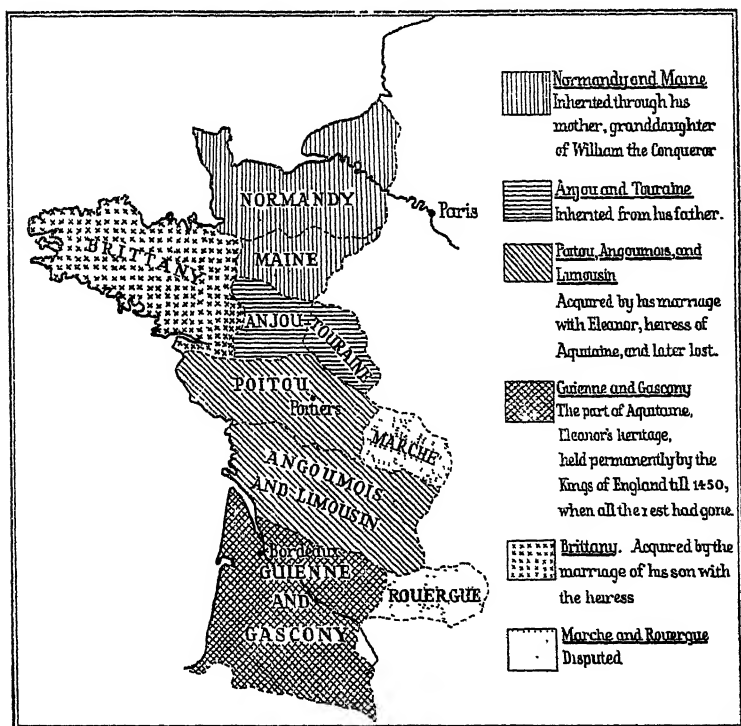 NORMANDY
MAINE
Paris
BRITTANY
ANJOU
TOURAINE
POITOU
Poitiers
MARCHE
ANGOUMOIS
AND LIMOUSIN
Bordeaux
GUIENNE
AND
GASCONY
ROUERGUE
Normandy and Maine
Inherited through his
mother, granddaughter
of William the Conqueror
Anjou and Touraine
Inherited from his father.
Poitou, Angoumois, and
Limousin
Acquired by his marriage
with Eleanor, heiress of
Aquitaine, and later lost.
Guienne and Gascony
The part of Aquitaine,
Eleanor's heritage,
held permanently by the
Kings of England till 1450,
when all the rest had gone.
Brittany. Acquired by the
marriage of his son with
the heiress
Marche and Rouergue
Disputed